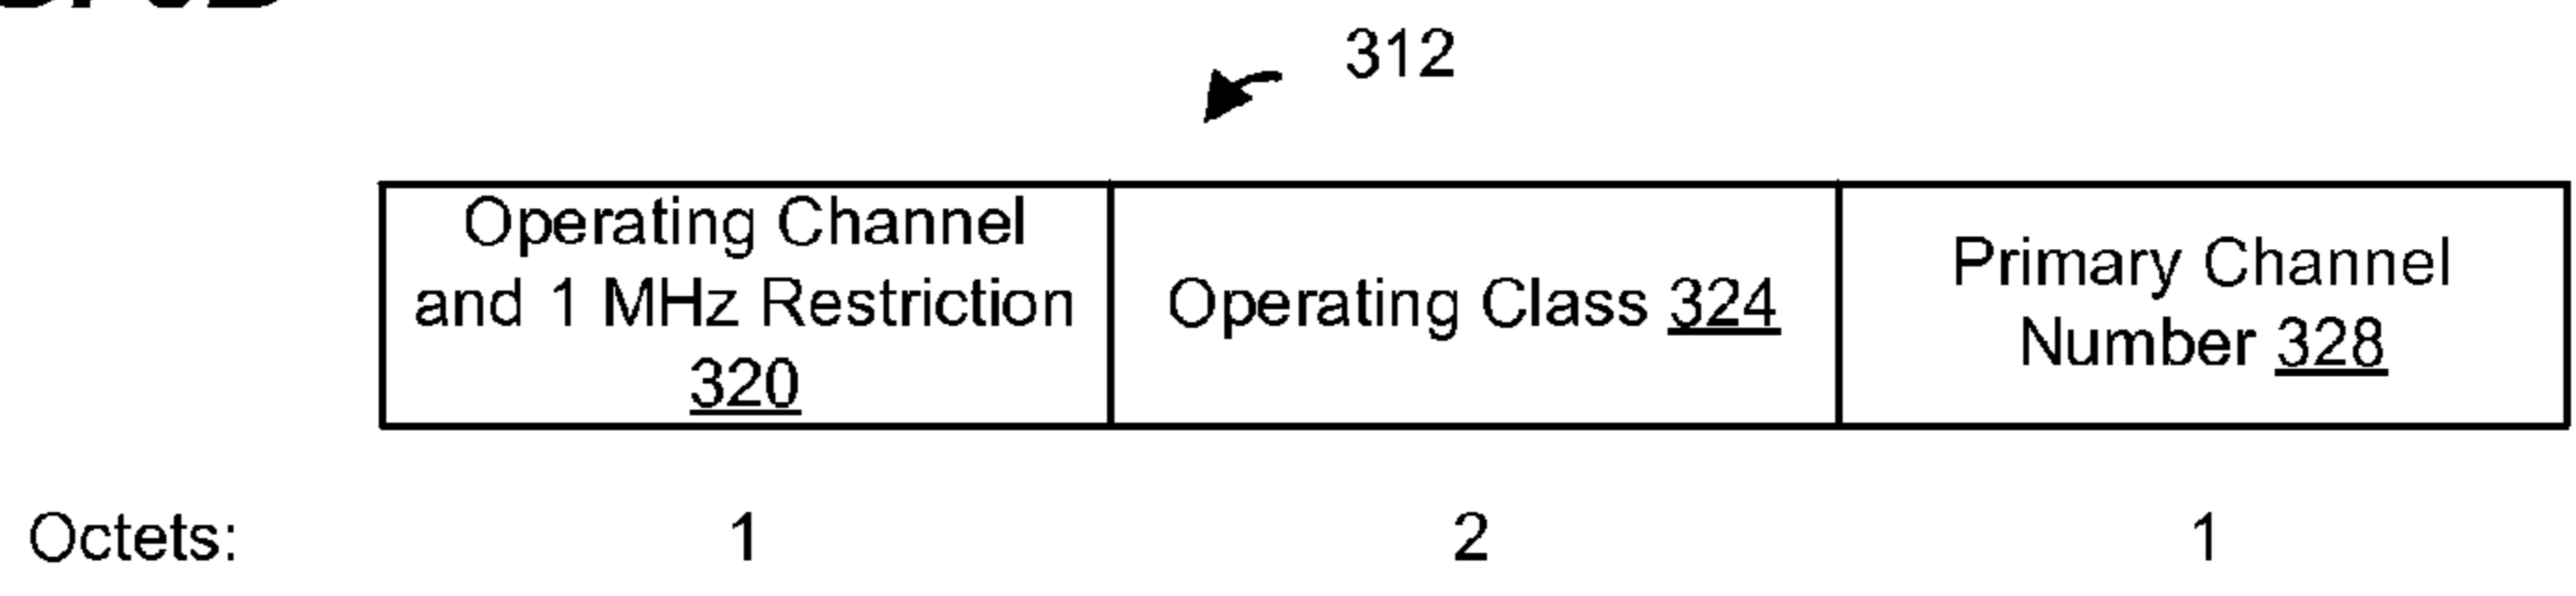 312
Operating Channel
and 1 MHz Restriction
320
Operating Class 324
Primary Channel
Number 328
Octets: 1 2 1